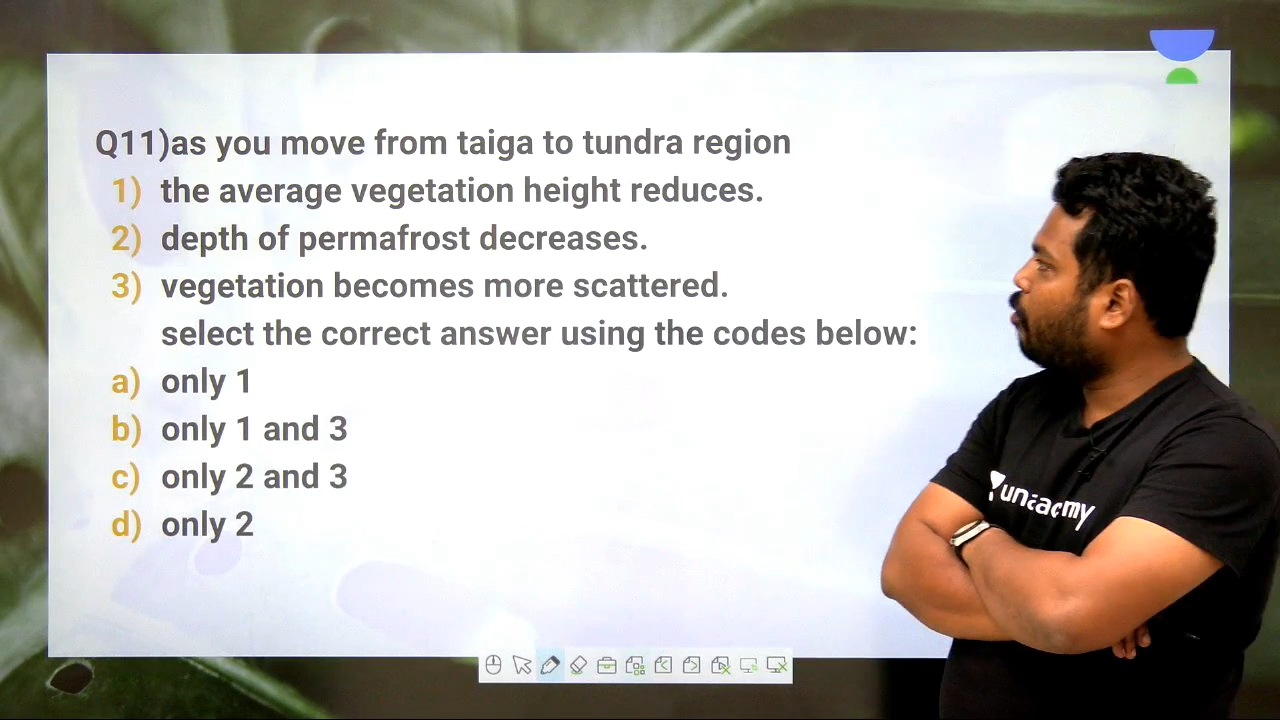 Q11)as you move from taiga to tundra region
1) the average vegetation height reduces.
2) depth of permafrost decreases.
3) vegetation becomes more scattered.
select the correct answer using the codes below:
a) only 1
b) only 1 and 3
c) only 2 and 3
d) only 2
unacademy